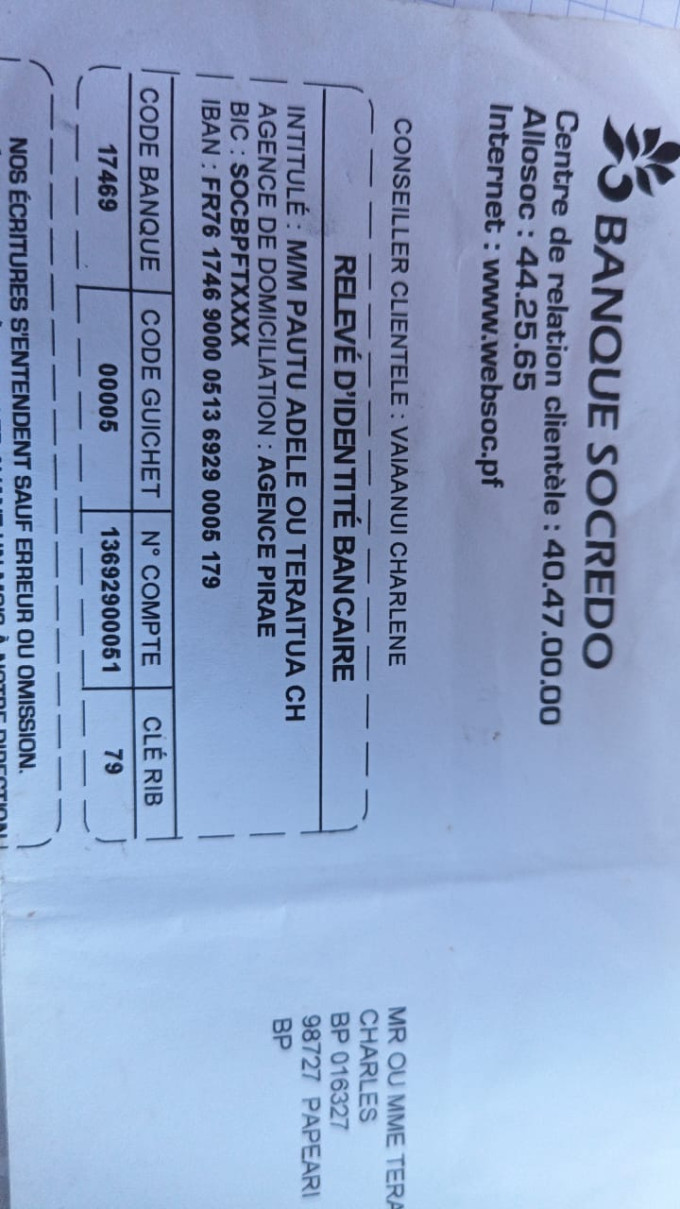 BANQUE SOCREDO
Centre de relation clientèle : 40.47.00.00
Allosoc : 44.25.65
Internet : www.websoc.pf
MR OU MME TERA
CHARLES
BP 016327
98727 PAPEARI
BP
CONSEILLER CLIENTELE : VAIAANUI CHARLENE
RELEVÉ D'IDENTITÉ BANCAIRE
INTITULÉ : M/M PAUTU ADELE OU TERAITUA CH
AGENCE DE DOMICILIATION : AGENCE PIRAE
BIC : SOCBPFTXXXX
IBAN : FR76 1746 9000 0513 6929 0005 179
CODE BANQUE CODE GUICHET N° COMPTE CLÉ RIB
17469 00005 13692900051 79
NOS ÉCRITURES S'ENTENDENT SAUF ERREUR OU OMISSION.